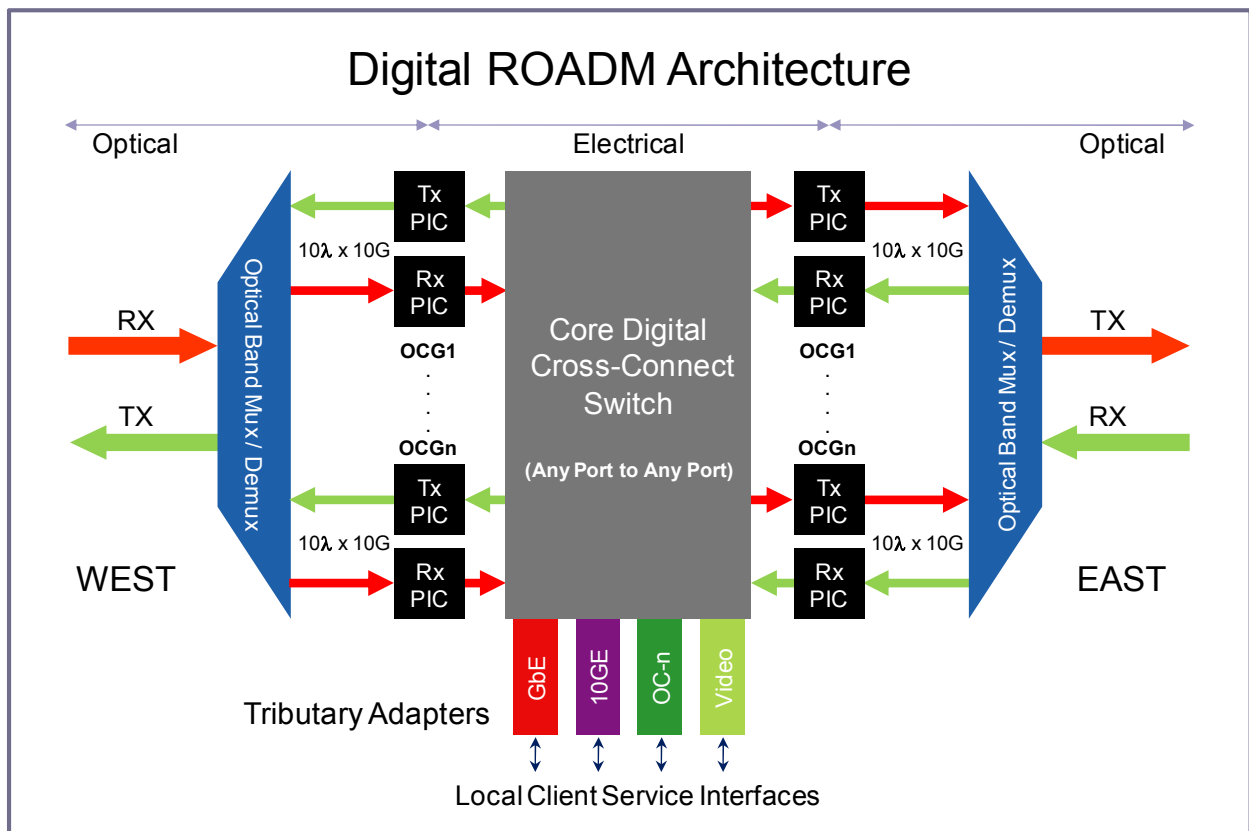 Digital ROADM Architecture
Optical
Electrical
Optical
Tx
PIC
10λ x 10G
Rx
PIC
OCG1
.
.
.
.
OCGn
Tx
PIC
10λ x 10G
Rx
PIC
Optical Band Mux / Demux
RX
TX
WEST
Core Digital
Cross-Connect
Switch
(Any Port to Any Port)
Tx
PIC
10λ x 10G
Rx
PIC
OCG1
.
.
.
.
OCGn
Tx
PIC
10λ x 10G
Rx
PIC
Optical Band Mux / Demux
TX
RX
EAST
Tributary Adapters
GbE
10GE
OC-n
Video
Local Client Service Interfaces